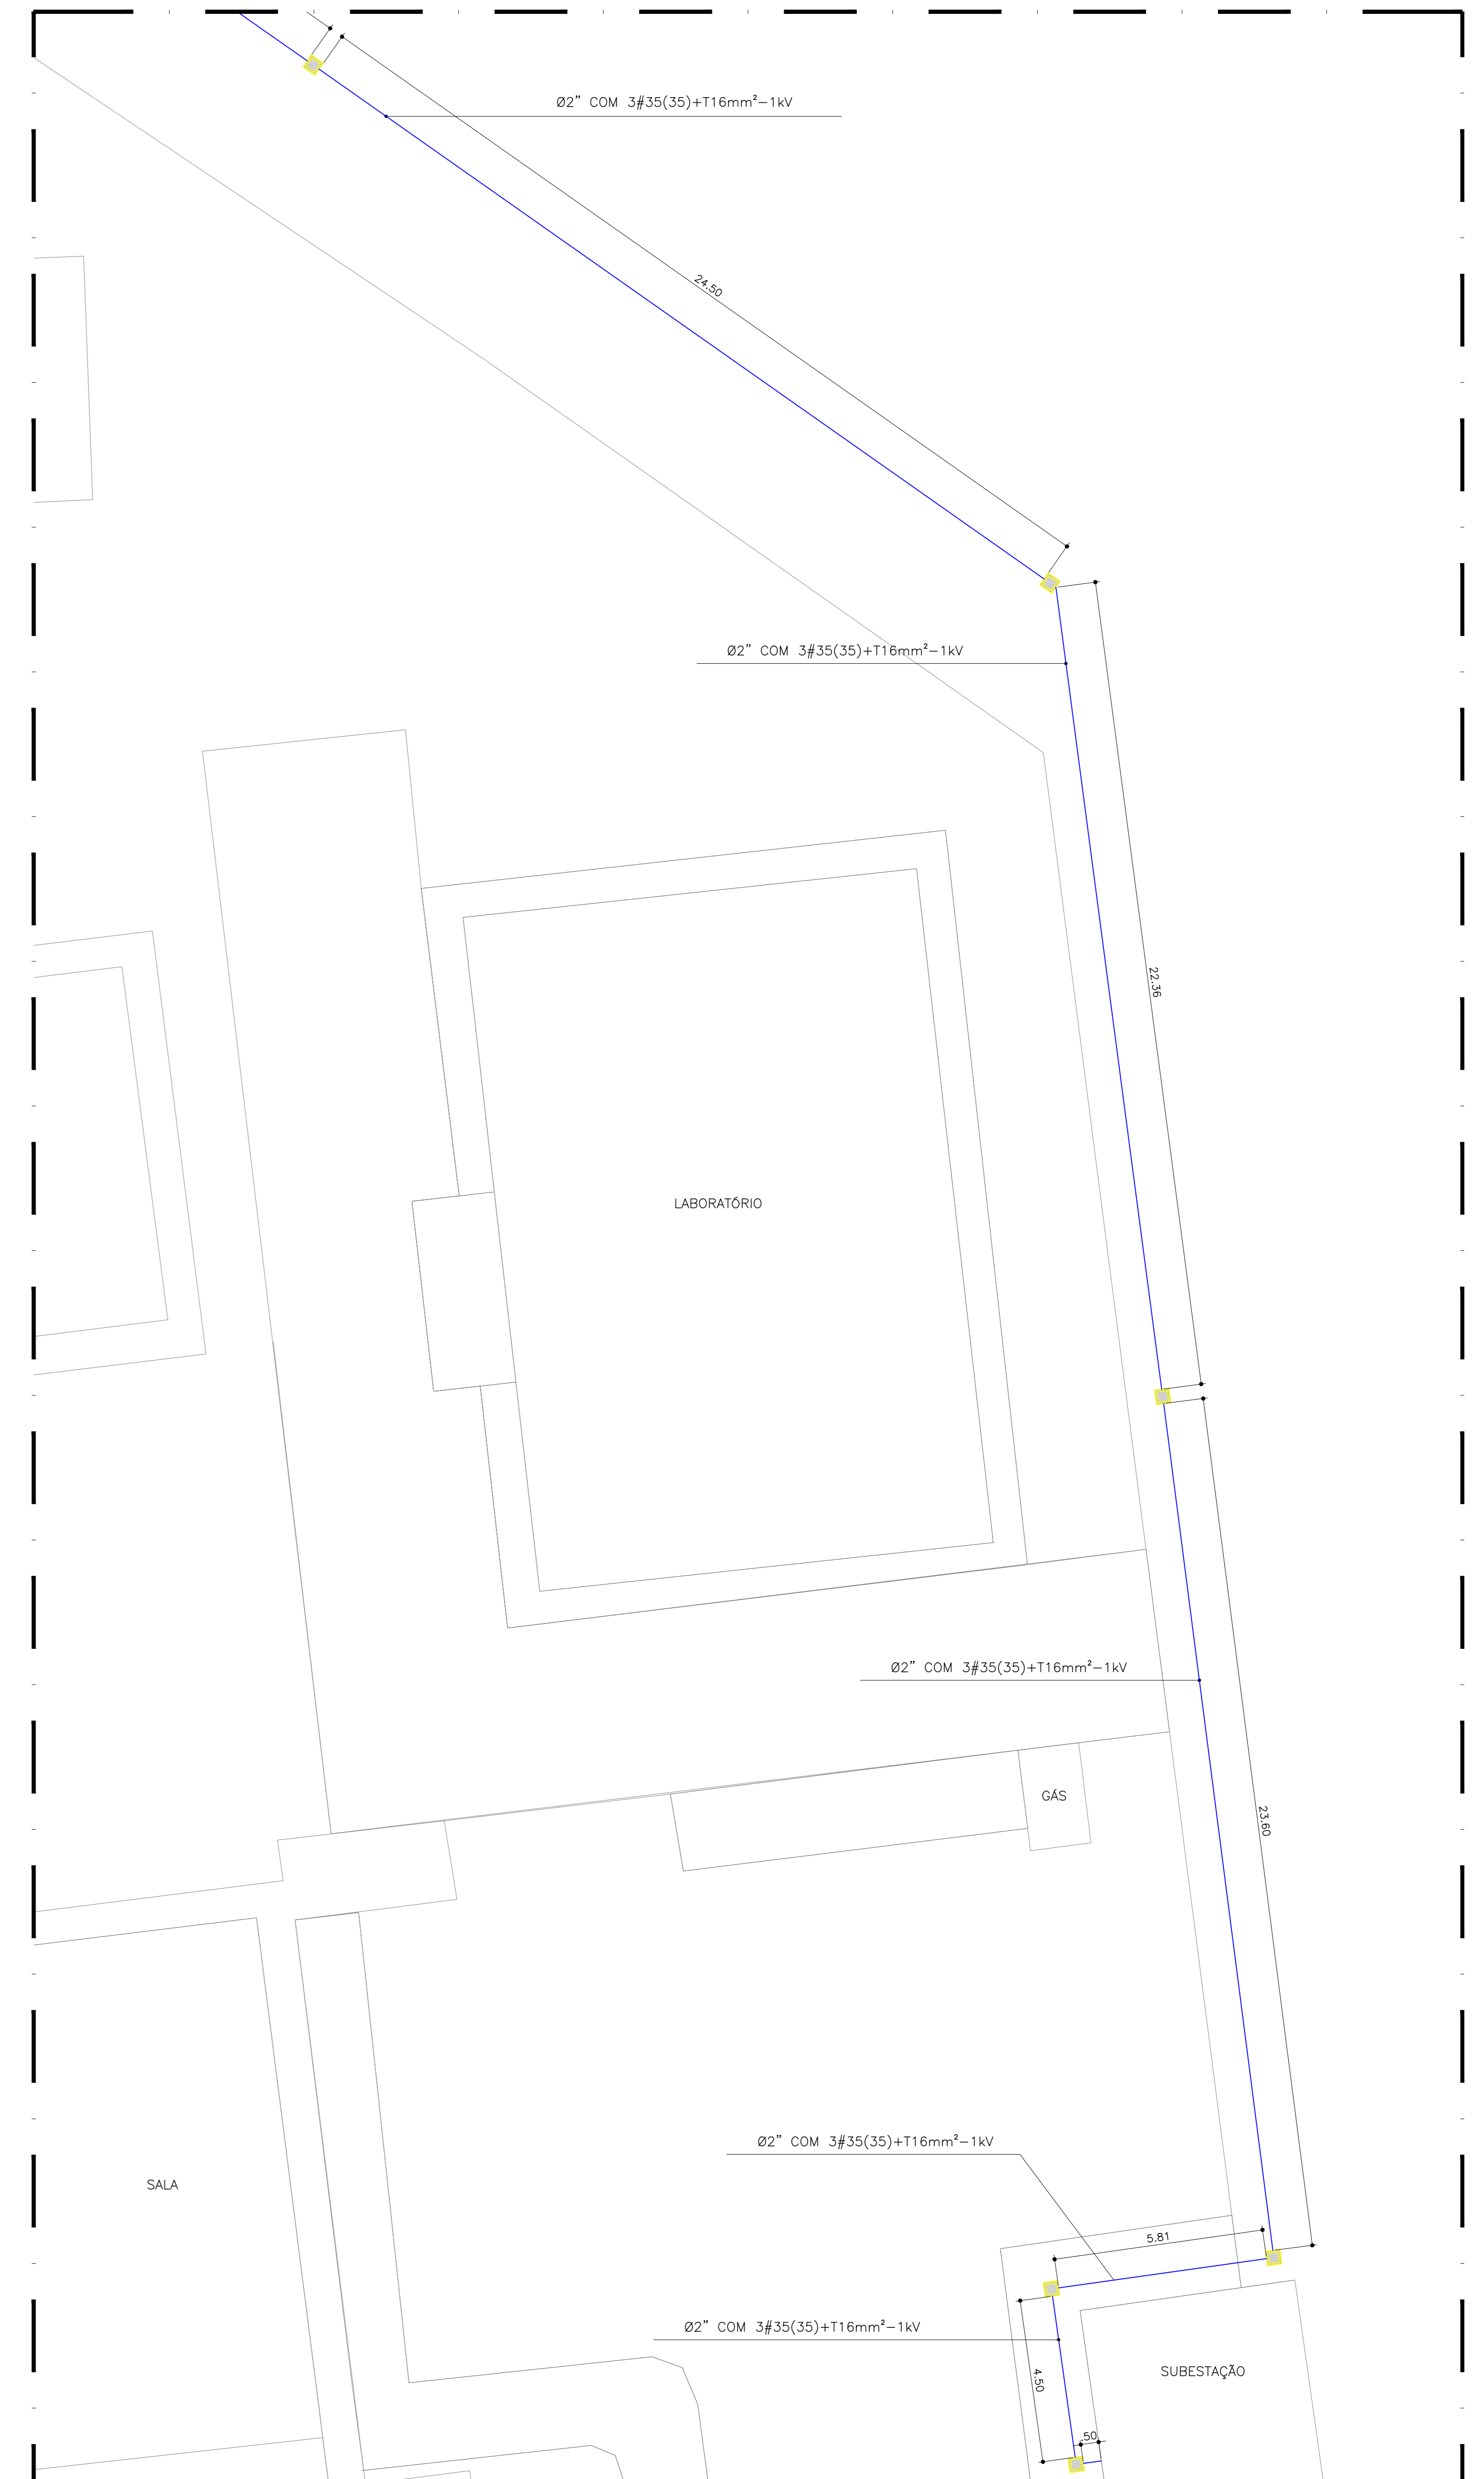 Ø2” COM 3#35(35)+T16mm²−1kV
24.50
Ø2” COM 3#35(35)+T16mm²−1kV
22.36
LABORATÓRIO
Ø2” COM 3#35(35)+T16mm²−1kV
GÁS
23.60
Ø2” COM 3#35(35)+T16mm²−1kV
SALA
5.81
Ø2” COM 3#35(35)+T16mm²−1kV
SUBESTAÇÃO
4.50
.50